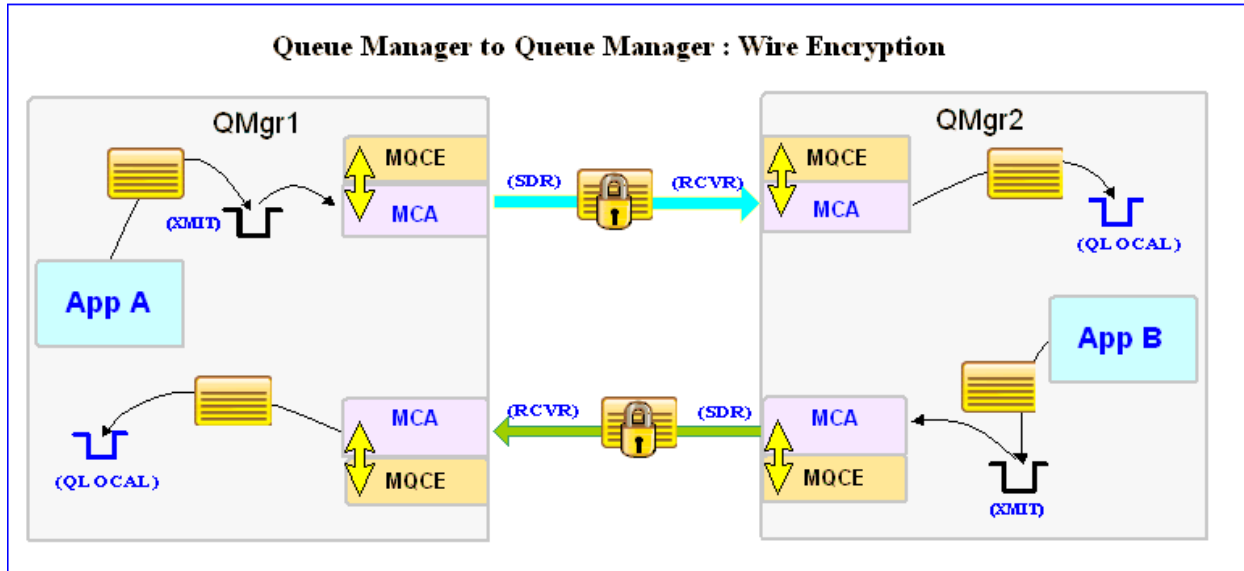 Queue Manager to Queue Manager : Wire Encryption
QMgr1
MQCE
MCA
(XMIT)
App A
(SDR)
(RCVR)
QMgr2
MQCE
MCA
(QLOCAL)
App B
(QLOCAL)
MCA
MQCE
(RCVR)
(SDR)
MCA
MQCE
(XMIT)